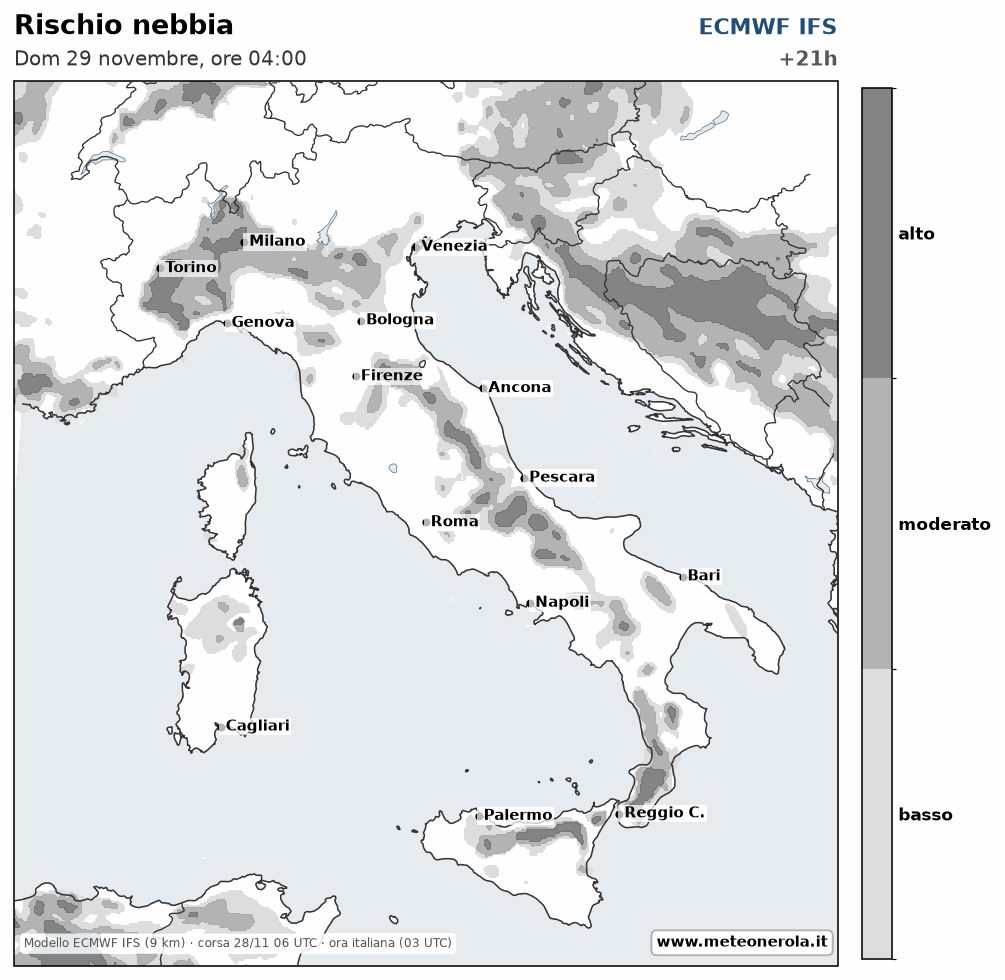 Rischio nebbia
ECMWF IFS
Dom 29 novembre, ore 04:00
+21h
Milano
Venezia
Torino
Genova
Bologna
Firenze
Ancona
Pescara
Roma
Bari
Napoli
Cagliari
Palermo
Reggio C.
alto
moderato
basso
Modello ECMWF IFS (9 km) · corsa 28/11 06 UTC · ora italiana (03 UTC)
www.meteonerola.it